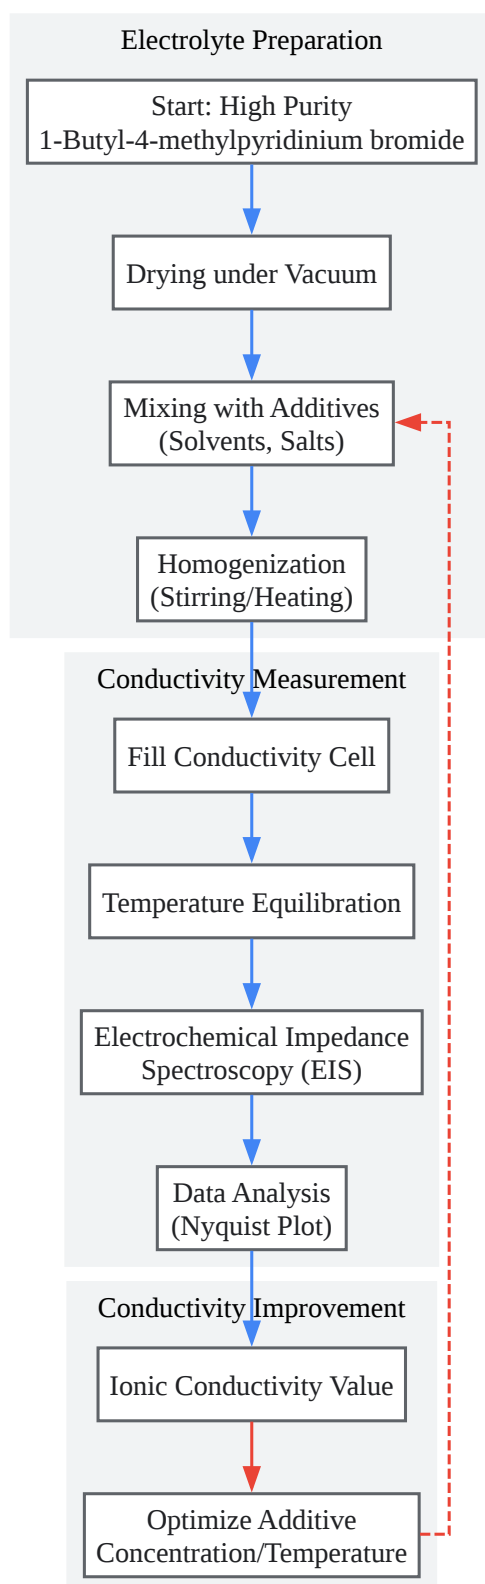 Electrolyte Preparation
Start: High Purity
1-Butyl-4-methylpyridinium bromide
Drying under Vacuum
Mixing with Additives
(Solvents, Salts)
Homogenization
(Stirring/Heating)
Conductivity Measurement
Fill Conductivity Cell
Temperature Equilibration
Electrochemical Impedance
Spectroscopy (EIS)
Data Analysis
(Nyquist Plot)
Conductivity Improvement
Ionic Conductivity Value
Optimize Additive
Concentration/Temperature